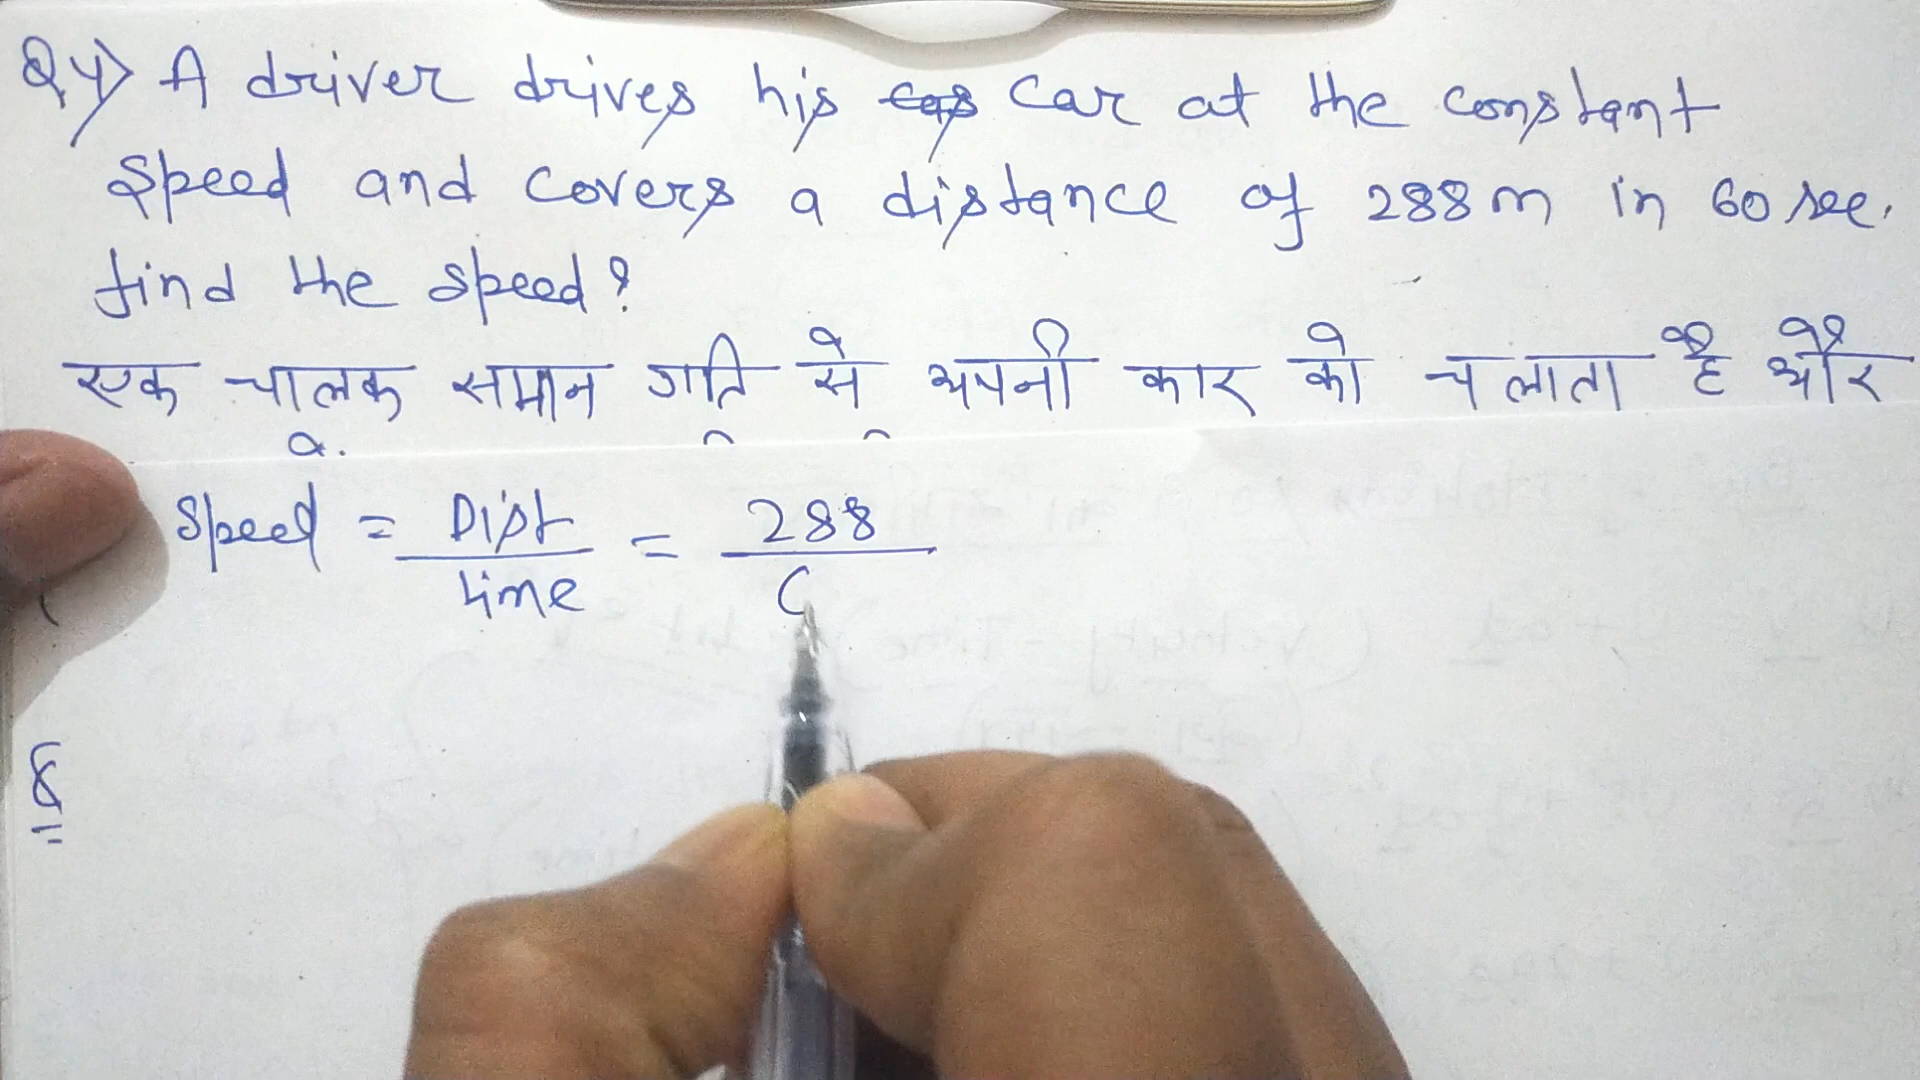 Q4) A driver drives his car at the constant
speed and covers a distance of 288 m in 60 sec.
find the speed?
एक चालक समान गति से अपनी कार को चलाता है और
Speed = Dist / time = 288 / 6